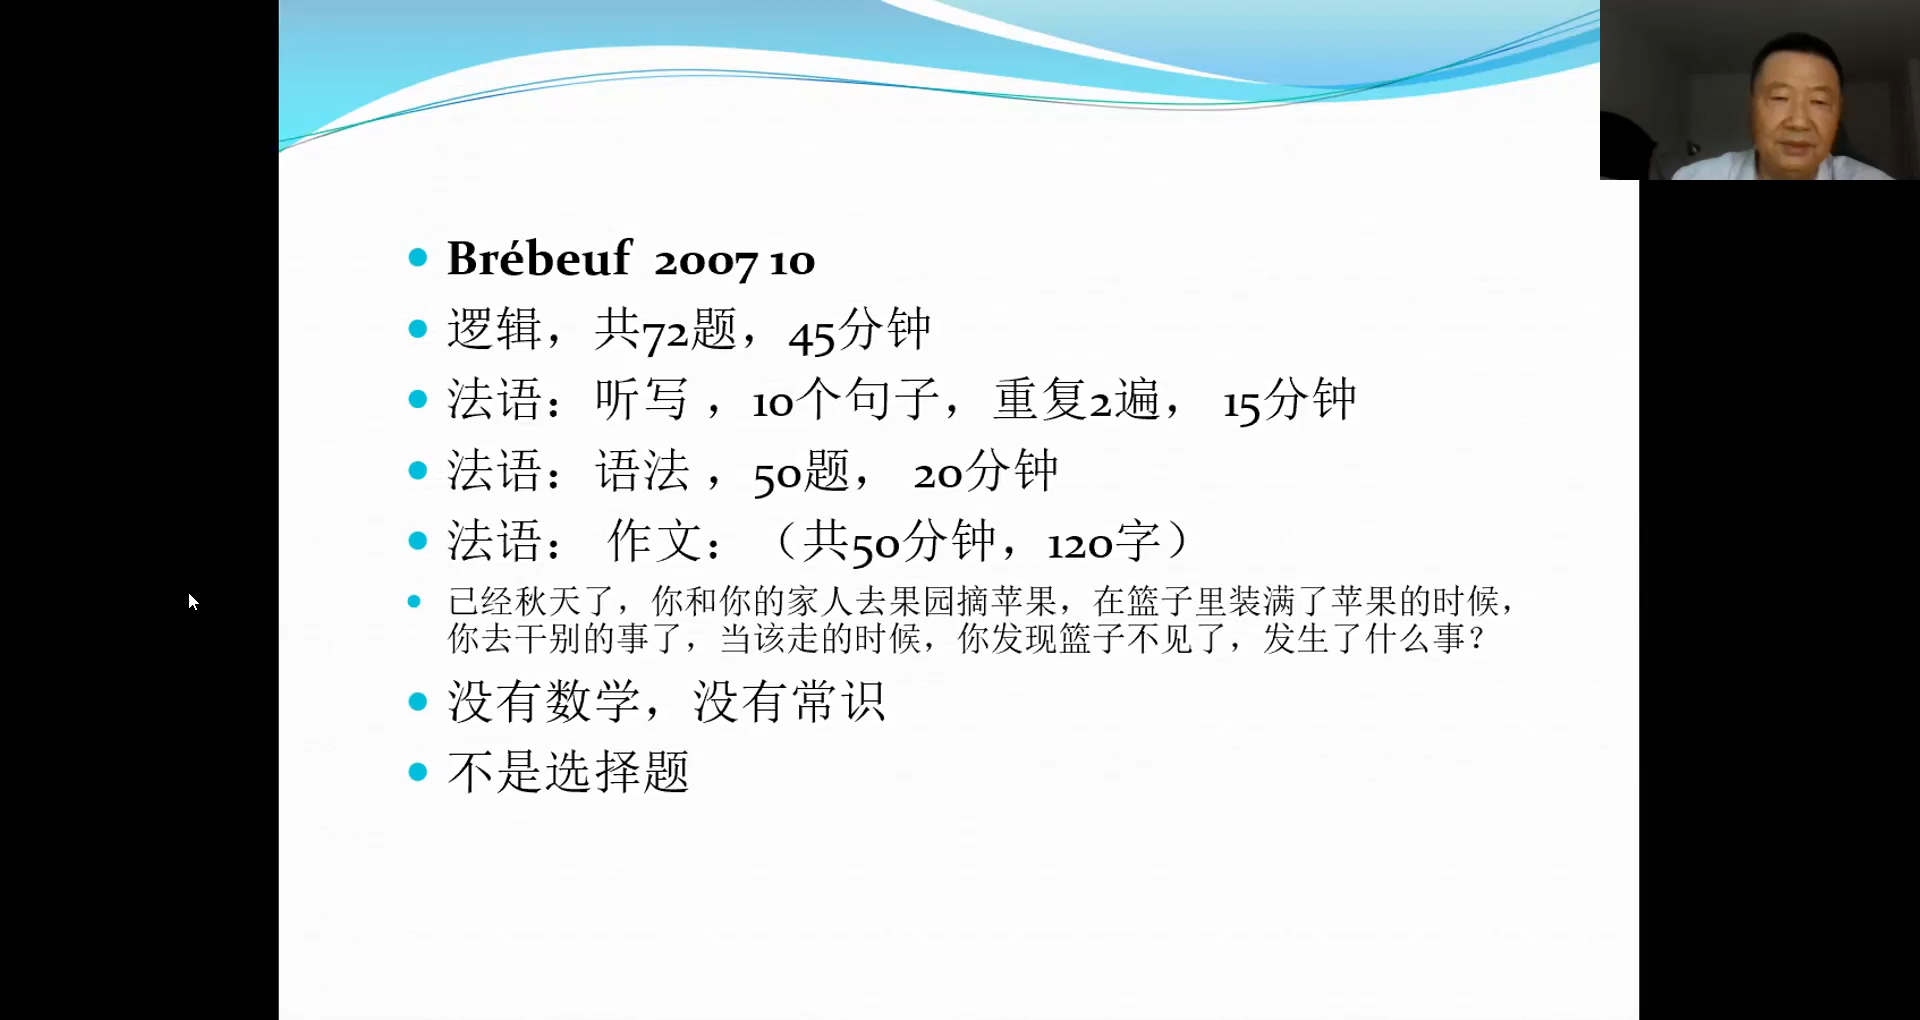 Brébeuf 2007 10
逻辑，共72题，45分钟
法语：听写 ，10个句子，重复2遍， 15分钟
法语：语法 ，50题， 20分钟
法语： 作文：（共50分钟，120字）
已经秋天了，你和你的家人去果园摘苹果，在篮子里装满了苹果的时候，
你去干别的事了，当该走的时候，你发现篮子不见了，发生了什么事？
没有数学，没有常识
不是选择题